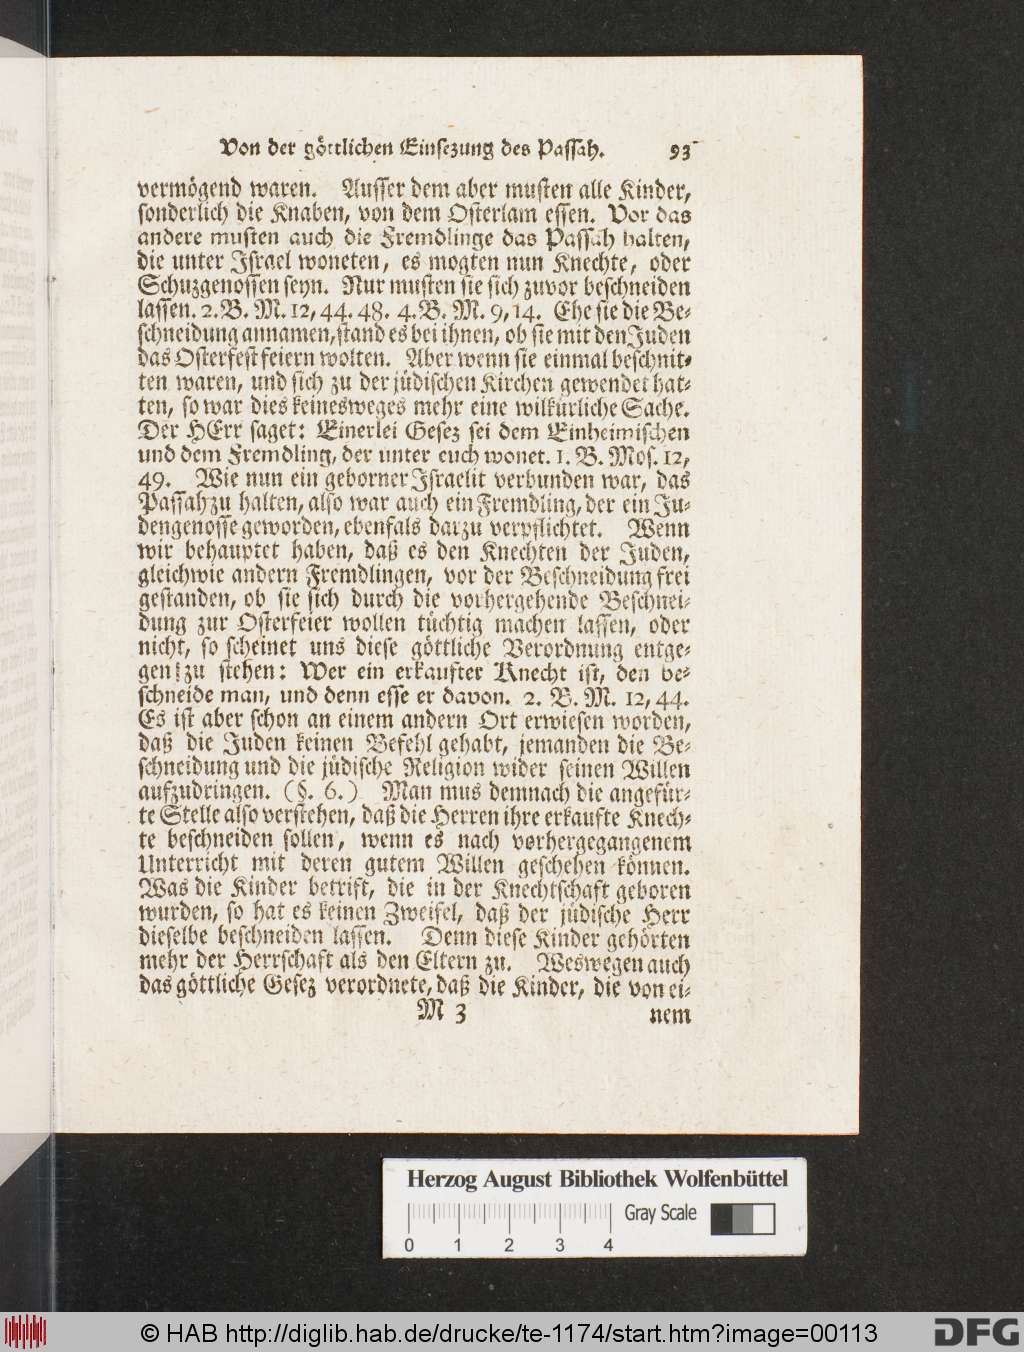 Von der göttlichen Einsezung des Passah. 93
vermögend waren. Ausser dem aber musten alle Kinder,
sonderlich die Knaben, von dem Osterlam essen. Vor das
andere musten auch die Fremdlinge das Passah halten,
die unter Israel woneten, es mogten nun Knechte, oder
Schuzgenossen seyn. Nur musten sie sich zuvor beschneiden
lassen. 2. B. M. 12, 44. 48. 4. B. M. 9, 14. Ehe sie die Be-
schneidung annamen, stand es bei ihnen, ob sie mit den Juden
das Osterfest feiern wolten. Aber wenn sie einmal beschnit-
ten waren, und sich zu der jüdischen Kirchen gewendet hat-
ten, so war dies keinesweges mehr eine wilkürliche Sache.
Der HErr saget: Einerlei Gesez sei dem Einheimischen
und dem Fremdling, der unter euch wonet. 1. B. Mos. 12,
49. Wie nun ein geborner Israelit verbunden war, das
Passah zu halten, also war auch ein Fremdling, der ein Ju-
dengenosse geworden, ebenfals darzu verpflichtet. Wenn
wir behauptet haben, daß es den Knechten der Juden,
gleichwie andern Fremdlingen, vor der Beschneidung frei
gestanden, ob sie sich durch die vorhergehende Beschnei-
dung zur Osterfeier wollen tüchtig machen lassen, oder
nicht, so scheinet uns diese göttliche Verordnung entge-
gen zu stehen: Wer ein erkaufter Knecht ist, den be-
schneide man, und denn esse er davon. 2. B. M. 12, 44.
Es ist aber schon an einem andern Ort erwiesen worden,
daß die Juden keinen Befehl gehabt, jemanden die Be-
schneidung und die jüdische Religion wider seinen Willen
aufzudringen. (§. 6.) Man mus demnach die angefür-
te Stelle also verstehen, daß die Herren ihre erkaufte Knech-
te beschneiden sollen, wenn es nach vorhergegangenem
Unterricht mit deren gutem Willen geschehen können.
Was die Kinder betrift, die in der Knechtschaft geboren
wurden, so hat es keinen Zweifel, daß der jüdische Herr
dieselbe beschneiden lassen. Denn diese Kinder gehörten
mehr der Herrschaft als den Eltern zu. Weswegen auch
das göttliche Gesez verordnete, daß die Kinder, die von ei-
M 3 nem
Herzog August Bibliothek Wolfenbüttel
Gray Scale
0 1 2 3 4
© HAB http://diglib.hab.de/drucke/te-1174/start.htm?image=00113
DFG